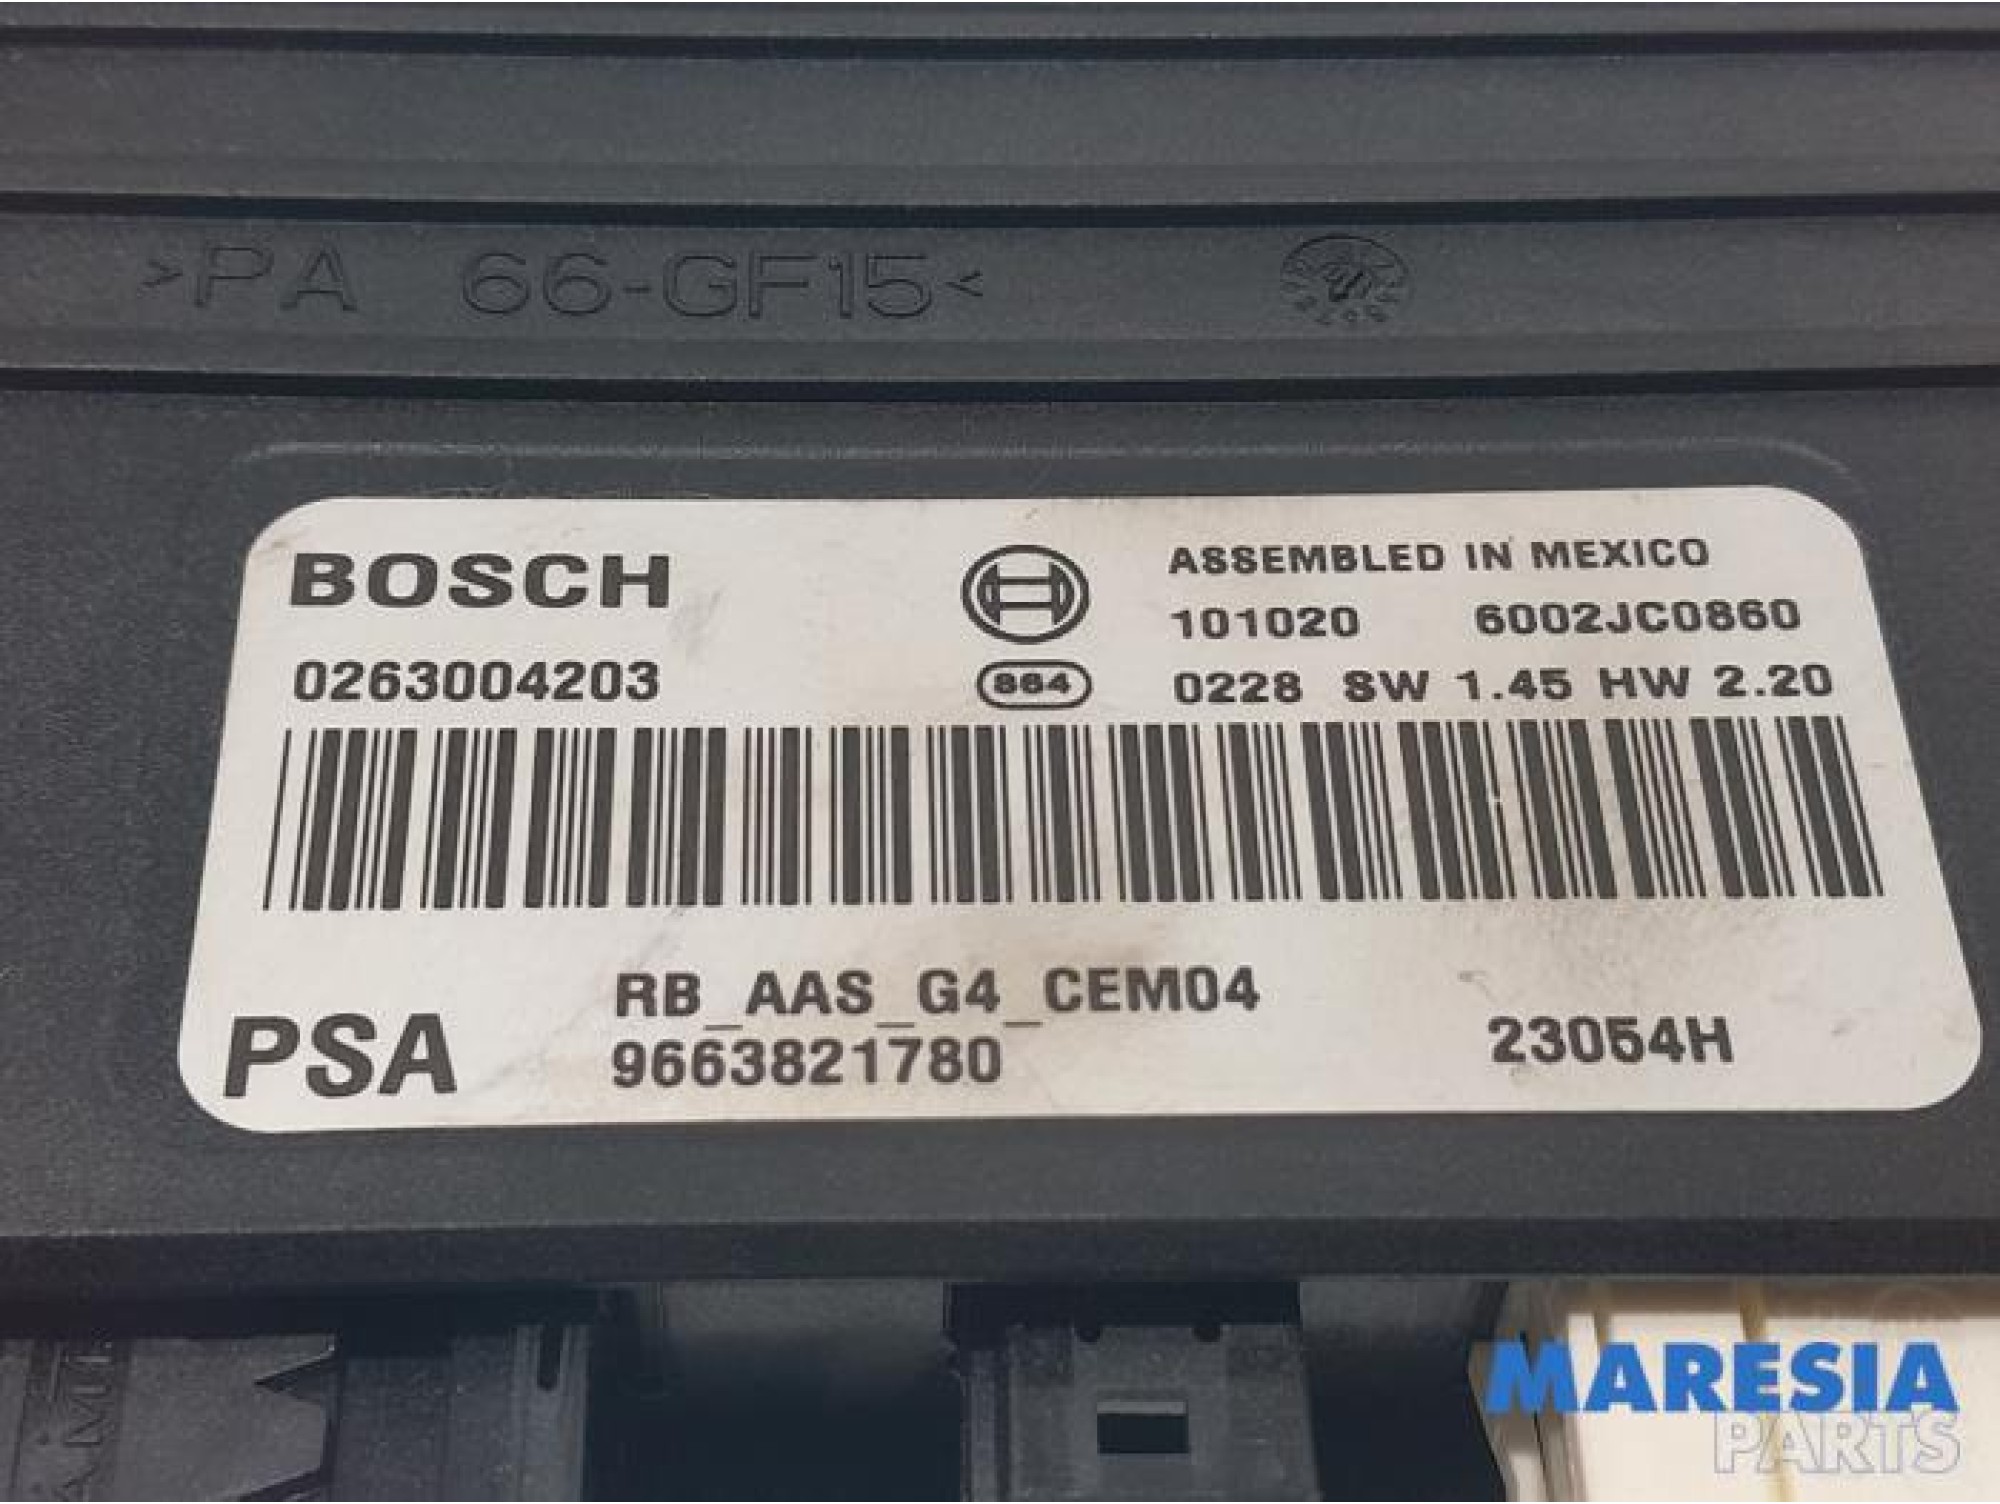 >PA 66-GF15<
BOSCH
ASSEMBLED IN MEXICO
101020 6002JC0860
0263004203
864
0228 SW 1.45 HW 2.20
RB_AAS_G4_CEM04
PSA
9663821780
23054H
MARESIA
PARTS